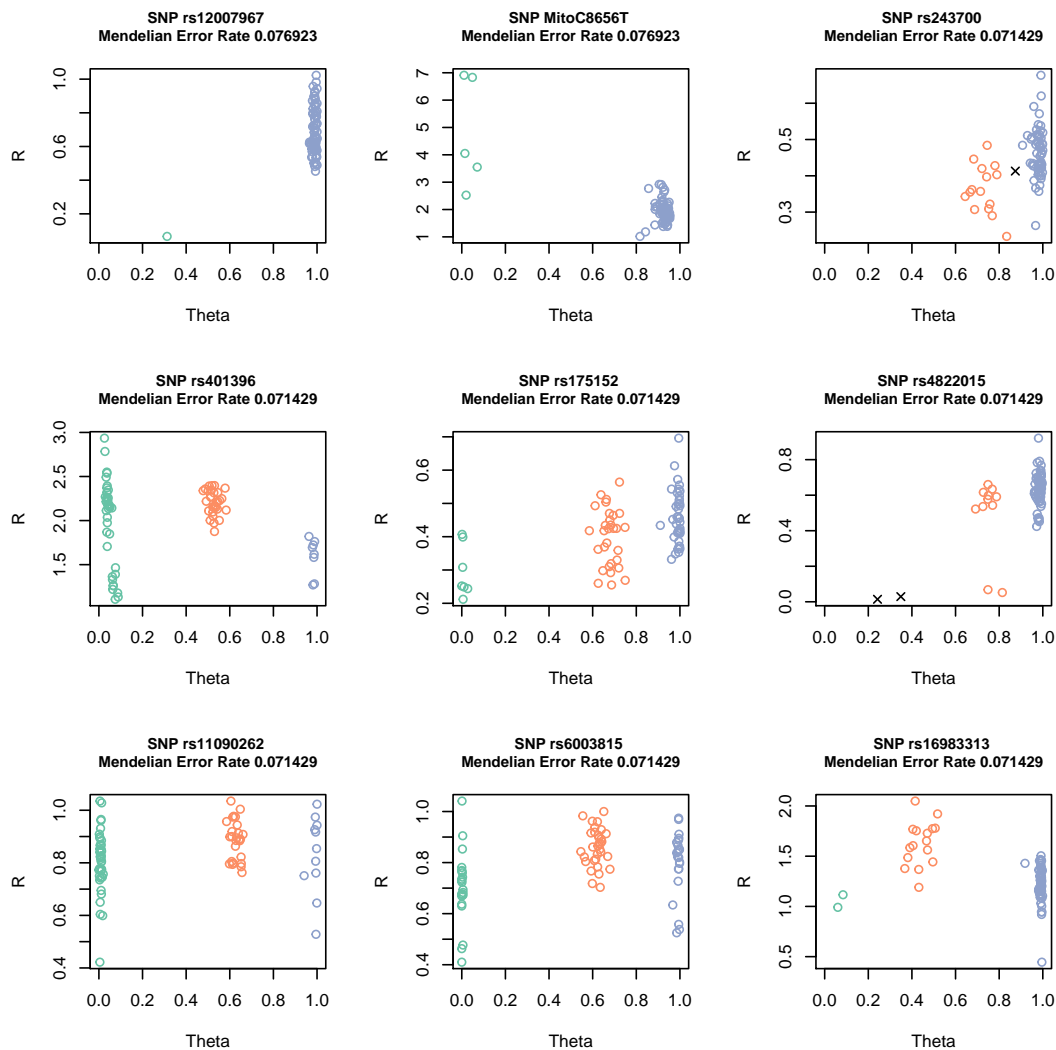 SNP rs12007967
Mendelian Error Rate 0.076923
R
1.0
0.6
0.2
0.0 0.2 0.4 0.6 0.8 1.0
Theta
SNP MitoC8656T
Mendelian Error Rate 0.076923
R
7
6
5
4
3
2
1
0.0 0.2 0.4 0.6 0.8 1.0
Theta
SNP rs243700
Mendelian Error Rate 0.071429
R
0.5
0.3
0.0 0.2 0.4 0.6 0.8 1.0
Theta
SNP rs401396
Mendelian Error Rate 0.071429
R
3.0
2.5
2.0
1.5
0.0 0.2 0.4 0.6 0.8 1.0
Theta
SNP rs175152
Mendelian Error Rate 0.071429
R
0.6
0.4
0.2
0.0 0.2 0.4 0.6 0.8 1.0
Theta
SNP rs4822015
Mendelian Error Rate 0.071429
R
0.8
0.4
0.0
0.0 0.2 0.4 0.6 0.8 1.0
Theta
SNP rs11090262
Mendelian Error Rate 0.071429
R
1.0
0.8
0.6
0.4
0.0 0.2 0.4 0.6 0.8 1.0
Theta
SNP rs6003815
Mendelian Error Rate 0.071429
R
1.0
0.8
0.6
0.4
0.0 0.2 0.4 0.6 0.8 1.0
Theta
SNP rs16983313
Mendelian Error Rate 0.071429
R
2.0
1.5
1.0
0.5
0.0 0.2 0.4 0.6 0.8 1.0
Theta